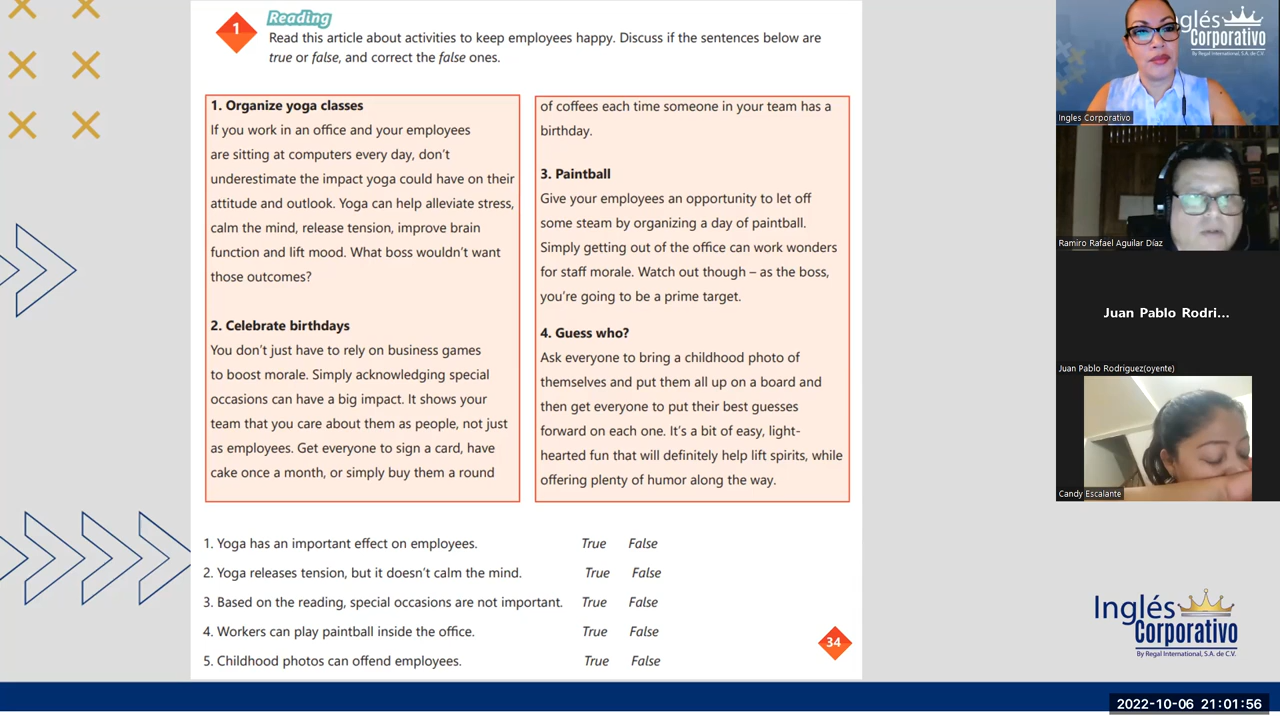 1
Reading
Read this article about activities to keep employees happy. Discuss if the sentences below are
true or false, and correct the false ones.
1. Organize yoga classes
If you work in an office and your employees
are sitting at computers every day, don't
underestimate the impact yoga could have on their
attitude and outlook. Yoga can help alleviate stress,
calm the mind, release tension, improve brain
function and lift mood. What boss wouldn't want
those outcomes?
2. Celebrate birthdays
You don't just have to rely on business games
to boost morale. Simply acknowledging special
occasions can have a big impact. It shows your
team that you care about them as people, not just
as employees. Get everyone to sign a card, have
cake once a month, or simply buy them a round
of coffees each time someone in your team has a
birthday.
3. Paintball
Give your employees an opportunity to let off
some steam by organizing a day of paintball.
Simply getting out of the office can work wonders
for staff morale. Watch out though – as the boss,
you're going to be a prime target.
4. Guess who?
Ask everyone to bring a childhood photo of
themselves and put them all up on a board and
then get everyone to put their best guesses
forward on each one. It's a bit of easy, light-
hearted fun that will definitely help lift spirits, while
offering plenty of humor along the way.
1. Yoga has an important effect on employees. True False
2. Yoga releases tension, but it doesn't calm the mind. True False
3. Based on the reading, special occasions are not important. True False
4. Workers can play paintball inside the office. True False
5. Childhood photos can offend employees. True False
34
glés
Corporativo
By Regal International, S.A. de C.V.
Ingles Corporativo
Ramiro Rafael Aguilar Díaz
Juan Pablo Rodri...
Juan Pablo Rodriguez(oyente)
Candy Escalante
Inglés
Corporativo
By Regal International, S.A. de C.V.
2022-10-06 21:01:56